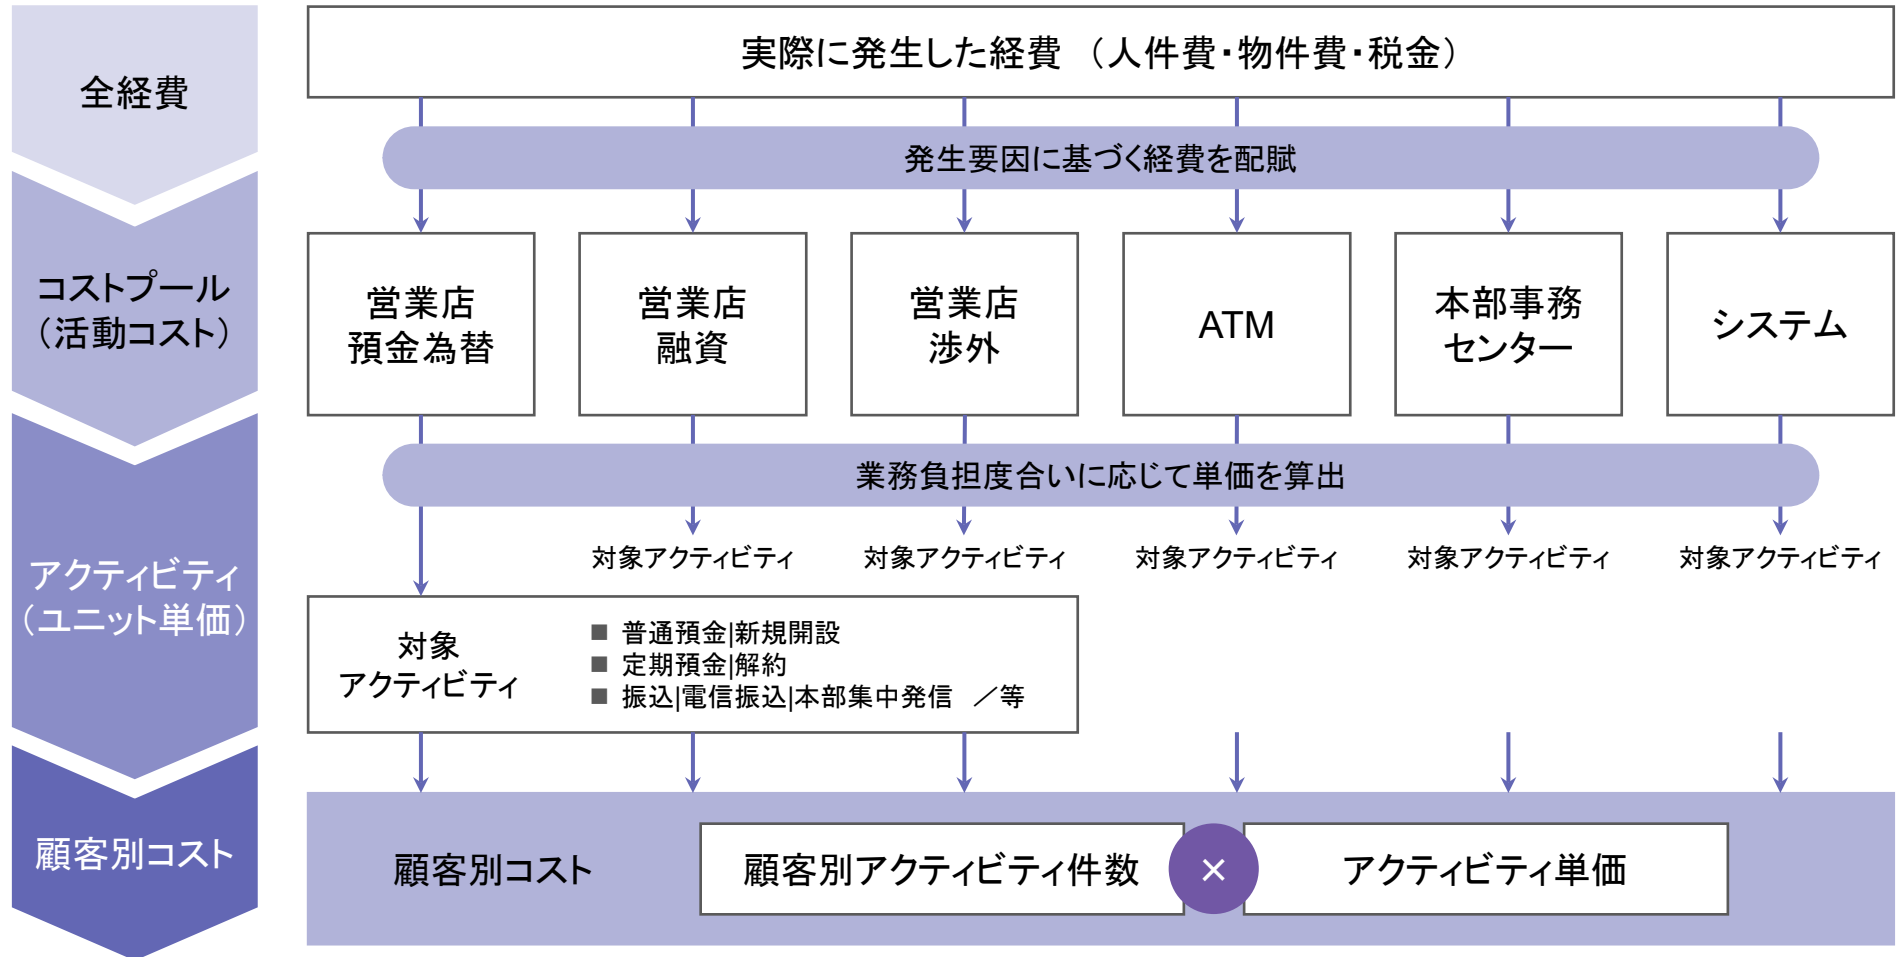 全経費
実際に発生した経費　（人件費・物件費・税金）
発生要因に基づく経費を配賦
コストプール
（活動コスト）
営業店
預金為替
営業店
融資
営業店
渉外
ATM
本部事務
センター
システム
業務負担度合いに応じて単価を算出
アクティビティ
（ユニット単価）
対象アクティビティ
対象アクティビティ
対象アクティビティ
対象アクティビティ
対象アクティビティ
対象
アクティビティ
■ 普通預金|新規開設
■ 定期預金|解約
■ 振込|電信振込|本部集中発信　／等
顧客別コスト
顧客別コスト
顧客別アクティビティ件数
×
アクティビティ単価